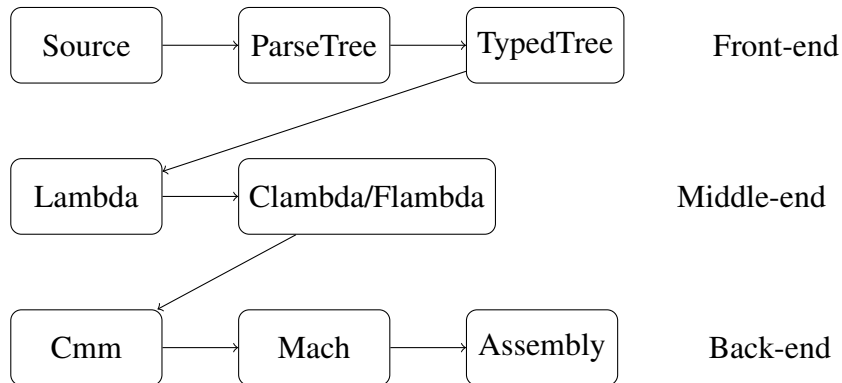 Source ParseTree TypedTree Front-end
Lambda Clambda/Flambda Middle-end
Cmm Mach Assembly Back-end